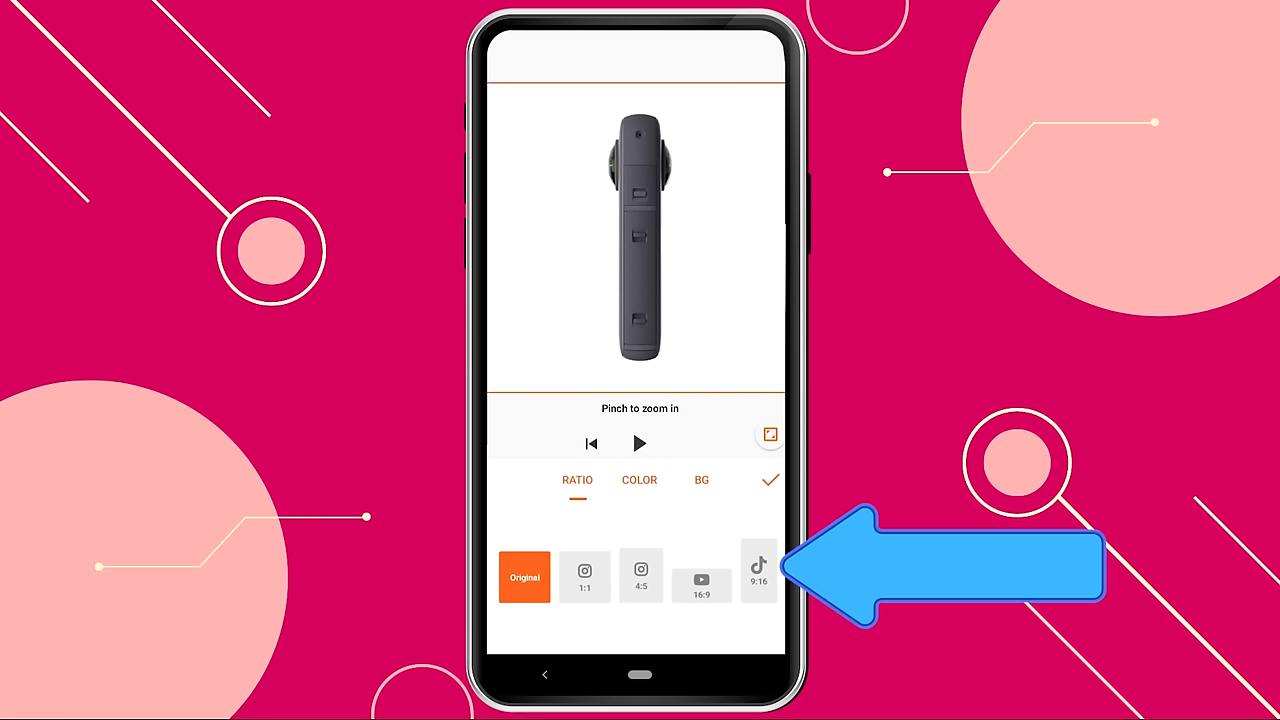 Pinch to zoom in
RATIO COLOR BG
Original
1:1
4:5
16:9
9:16